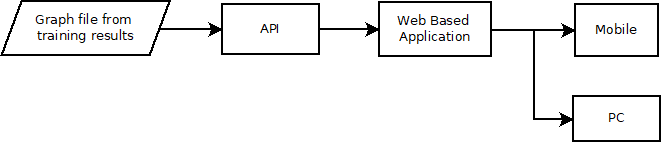 Graph file from
training results
API
Web Based
Application
Mobile
PC